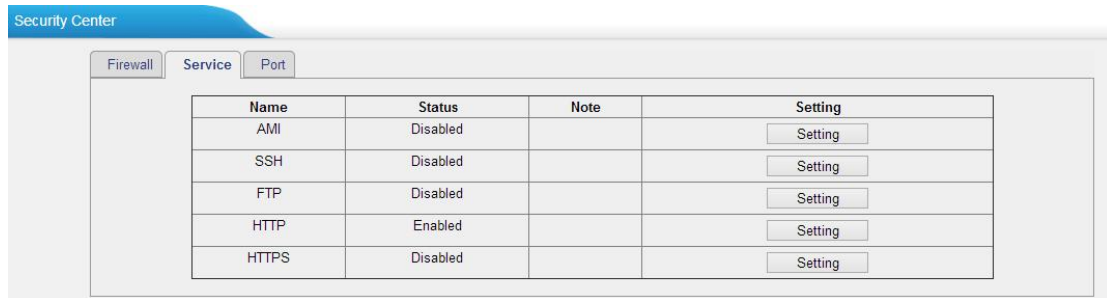 Security Center
Firewall Service Port
Name Status Note Setting
AMI Disabled Setting
SSH Disabled Setting
FTP Disabled Setting
HTTP Enabled Setting
HTTPS Disabled Setting